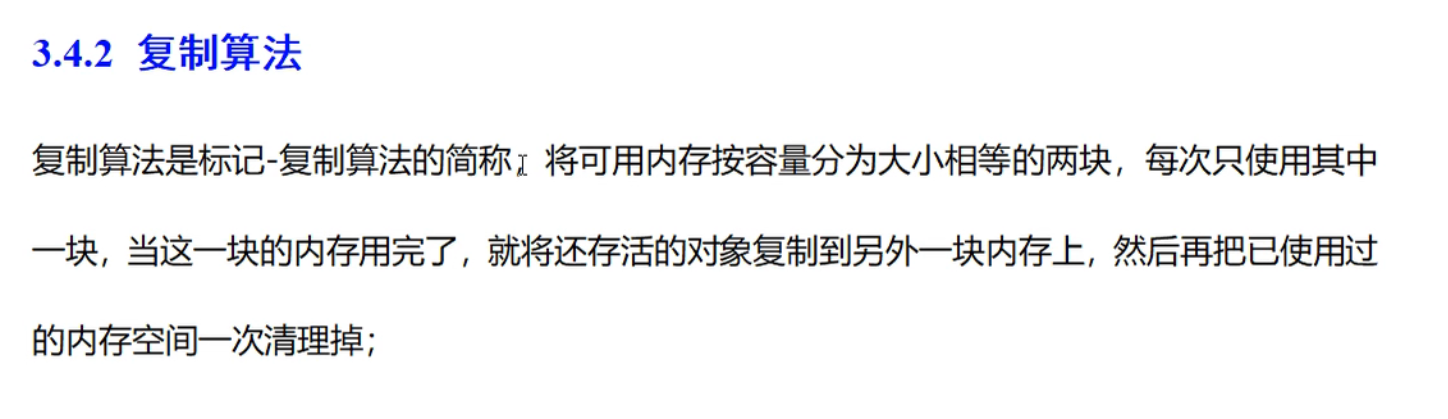 3.4.2 复制算法
复制算法是标记-复制算法的简称，将可用内存按容量分为大小相等的两块，每次只使用其中
一块，当这一块的内存用完了，就将还存活的对象复制到另外一块内存上，然后再把已使用过
的内存空间一次清理掉；